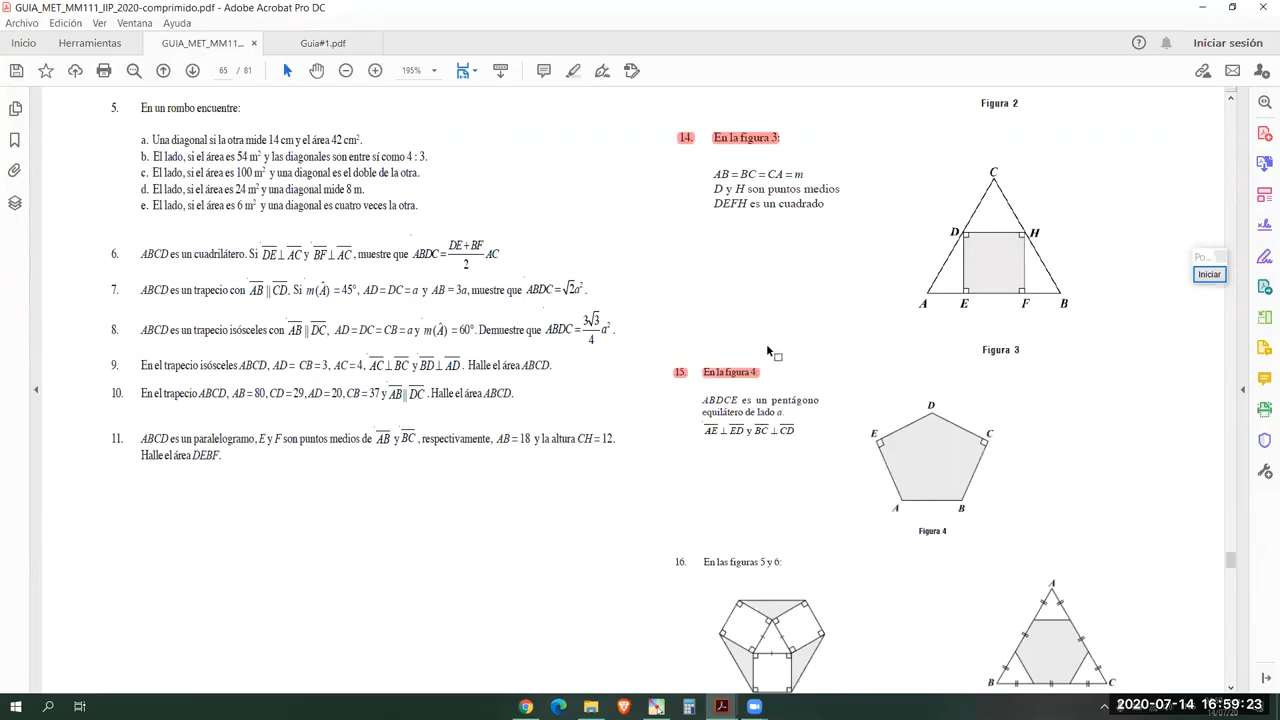 GUIA_MET_MM111_IIP_2020-comprimido.pdf - Adobe Acrobat Pro DC
Archivo Edición Ver Ventana Ayuda
Inicio Herramientas GUIA_MET_MM11... × Guia#1.pdf Iniciar sesión
65 / 81 195%
5. En un rombo encuentre:
a. Una diagonal si la otra mide 14 cm y el área 42 cm².
b. El lado, si el área es 54 m² y las diagonales son entre sí como 4 : 3.
c. El lado, si el área es 100 m² y una diagonal es el doble de la otra.
d. El lado, si el área es 24 m² y una diagonal mide 8 m.
e. El lado, si el área es 6 m² y una diagonal es cuatro veces la otra.
6. ABCD es un cuadrilátero. Si DE ⊥ AC y BF ⊥ AC, muestre que ABDC = (DE + BF)/2 AC
7. ABCD es un trapecio con AB || CD. Si m(Â) = 45°, AD = DC = a y AB = 3a, muestre que ABDC = √2a².
8. ABCD es un trapecio isósceles con AB || DC, AD = DC = CB = a y m(Â) = 60°. Demuestre que ABDC = 3√3/4 a².
9. En el trapecio isósceles ABCD, AD = CB = 3, AC = 4, AC ⊥ BC y BD ⊥ AD. Halle el área ABCD.
10. En el trapecio ABCD, AB = 80, CD = 29, AD = 20, CB = 37 y AB || DC. Halle el área ABCD.
11. ABCD es un paralelogramo, E y F son puntos medios de AB y BC, respectivamente, AB = 18 y la altura CH = 12.
Halle el área DEBF.
Figura 2
14. En la figura 3:
AB = BC = CA = m
D y H son puntos medios
DEFH es un cuadrado
C
D H
A E F B
Figura 3
Po...
Iniciar
15. En la figura 4:
ABDCE es un pentágono
equilátero de lado a.
AE ⊥ ED y BC ⊥ CD
D
E C
A B
Figura 4
16. En las figuras 5 y 6:
A
B C
2020-07-14 16:59:23